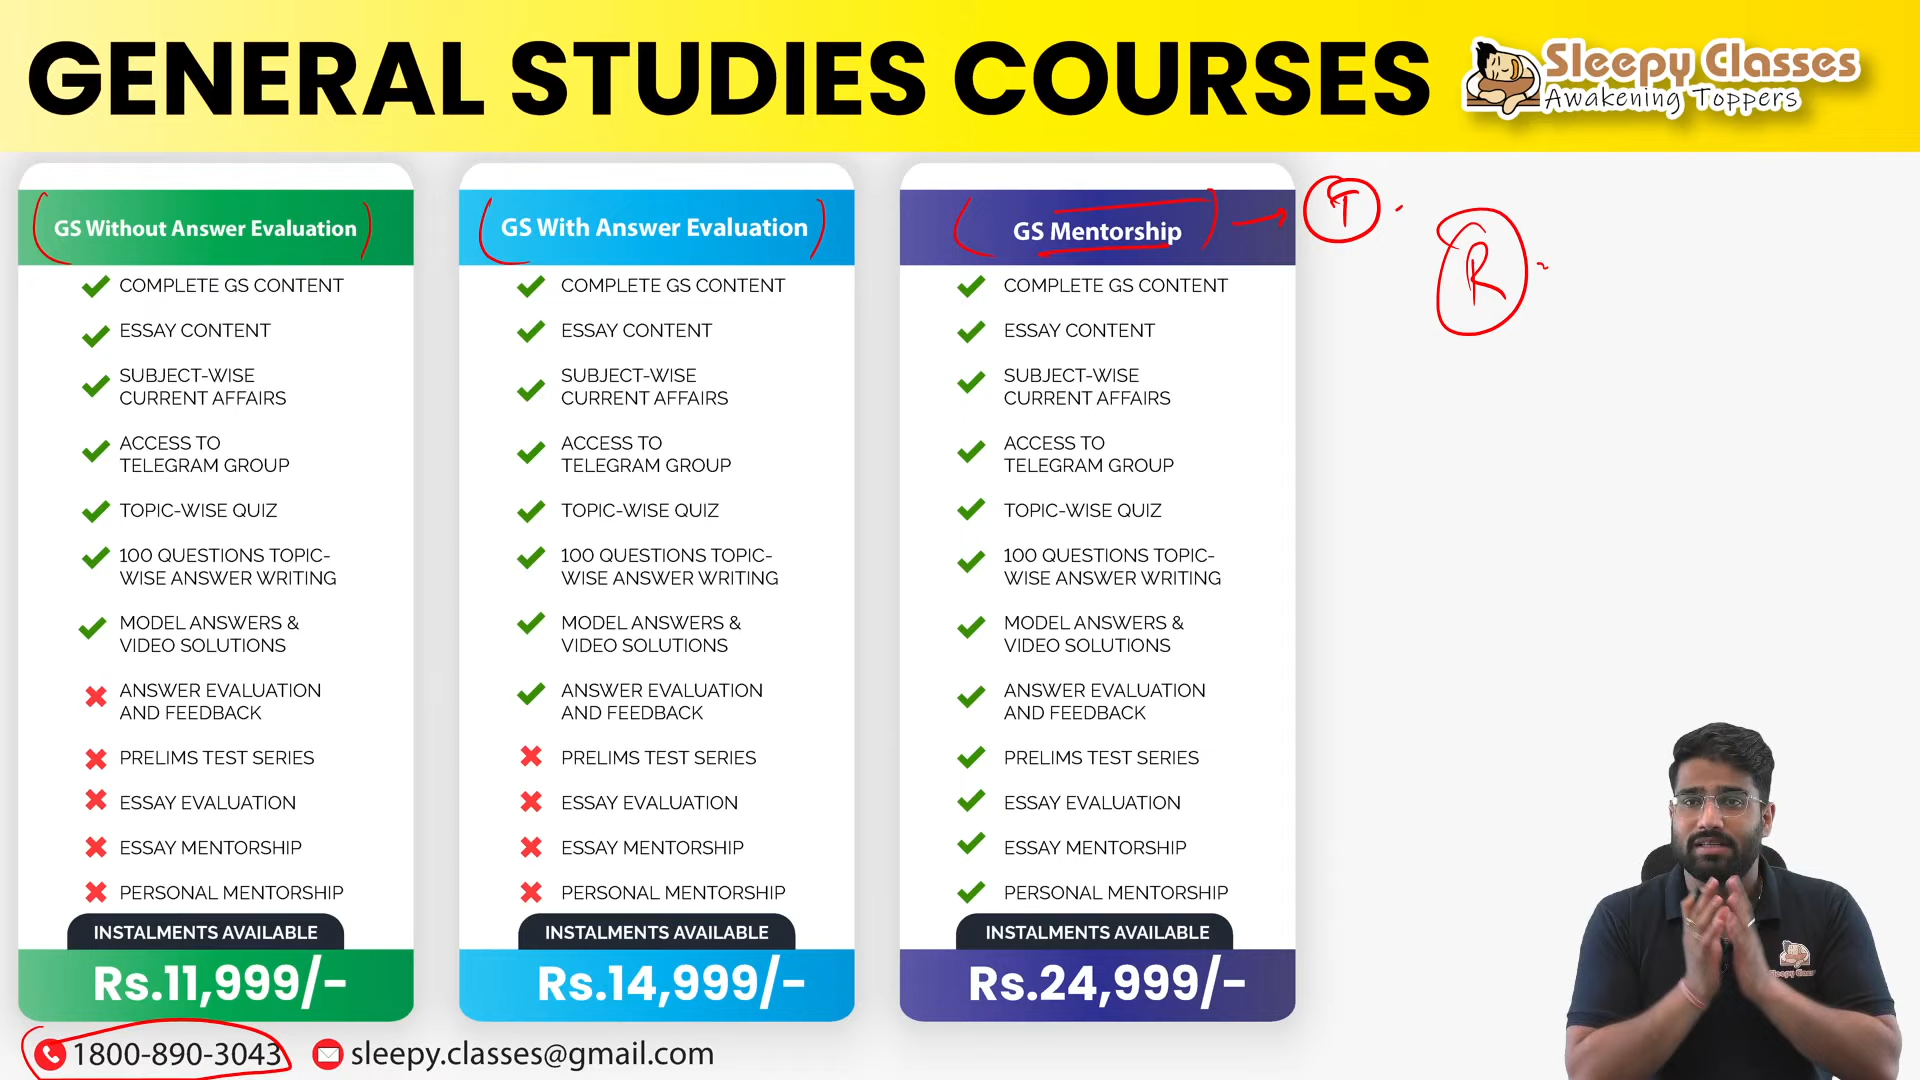 GENERAL STUDIES COURSES
Sleepy Classes
Awakening Toppers
GS Without Answer Evaluation
COMPLETE GS CONTENT
ESSAY CONTENT
SUBJECT-WISE
CURRENT AFFAIRS
ACCESS TO
TELEGRAM GROUP
TOPIC-WISE QUIZ
100 QUESTIONS TOPIC-
WISE ANSWER WRITING
MODEL ANSWERS &
VIDEO SOLUTIONS
ANSWER EVALUATION
AND FEEDBACK
PRELIMS TEST SERIES
ESSAY EVALUATION
ESSAY MENTORSHIP
PERSONAL MENTORSHIP
INSTALMENTS AVAILABLE
Rs.11,999/-
GS With Answer Evaluation
COMPLETE GS CONTENT
ESSAY CONTENT
SUBJECT-WISE
CURRENT AFFAIRS
ACCESS TO
TELEGRAM GROUP
TOPIC-WISE QUIZ
100 QUESTIONS TOPIC-
WISE ANSWER WRITING
MODEL ANSWERS &
VIDEO SOLUTIONS
ANSWER EVALUATION
AND FEEDBACK
PRELIMS TEST SERIES
ESSAY EVALUATION
ESSAY MENTORSHIP
PERSONAL MENTORSHIP
INSTALMENTS AVAILABLE
Rs.14,999/-
GS Mentorship
COMPLETE GS CONTENT
ESSAY CONTENT
SUBJECT-WISE
CURRENT AFFAIRS
ACCESS TO
TELEGRAM GROUP
TOPIC-WISE QUIZ
100 QUESTIONS TOPIC-
WISE ANSWER WRITING
MODEL ANSWERS &
VIDEO SOLUTIONS
ANSWER EVALUATION
AND FEEDBACK
PRELIMS TEST SERIES
ESSAY EVALUATION
ESSAY MENTORSHIP
PERSONAL MENTORSHIP
INSTALMENTS AVAILABLE
Rs.24,999/-
T
R
Sleepy Classes
1800-890-3043
sleepy.classes@gmail.com